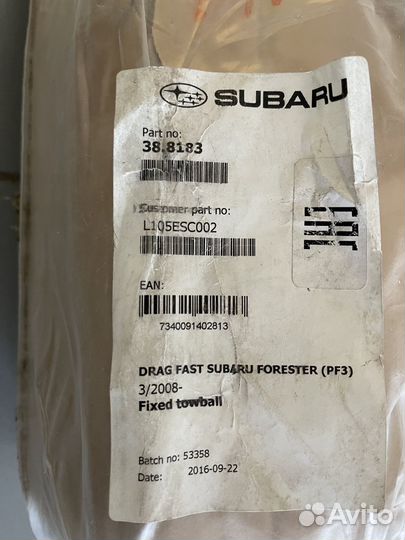 SUBARU
Part no:
38.8183
Customer part no:
L105ESC002
EAN:
7340091402813
DRAG FAST SUBARU FORESTER (PF3)
3/2008-
Fixed towball
Batch no: 53358
Date: 2016-09-22
Avito